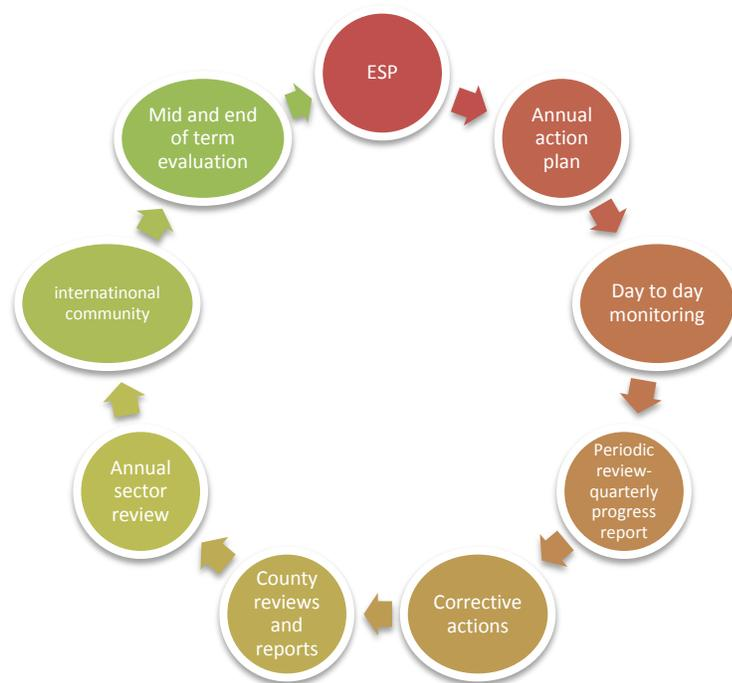 ESP
Annual
action
plan
Day to day
monitoring
Periodic
review-
quarterly
progress
report
Corrective
actions
County
reviews
and
reports
Annual
sector
review
internatinonal
community
Mid and end
of term
evaluation